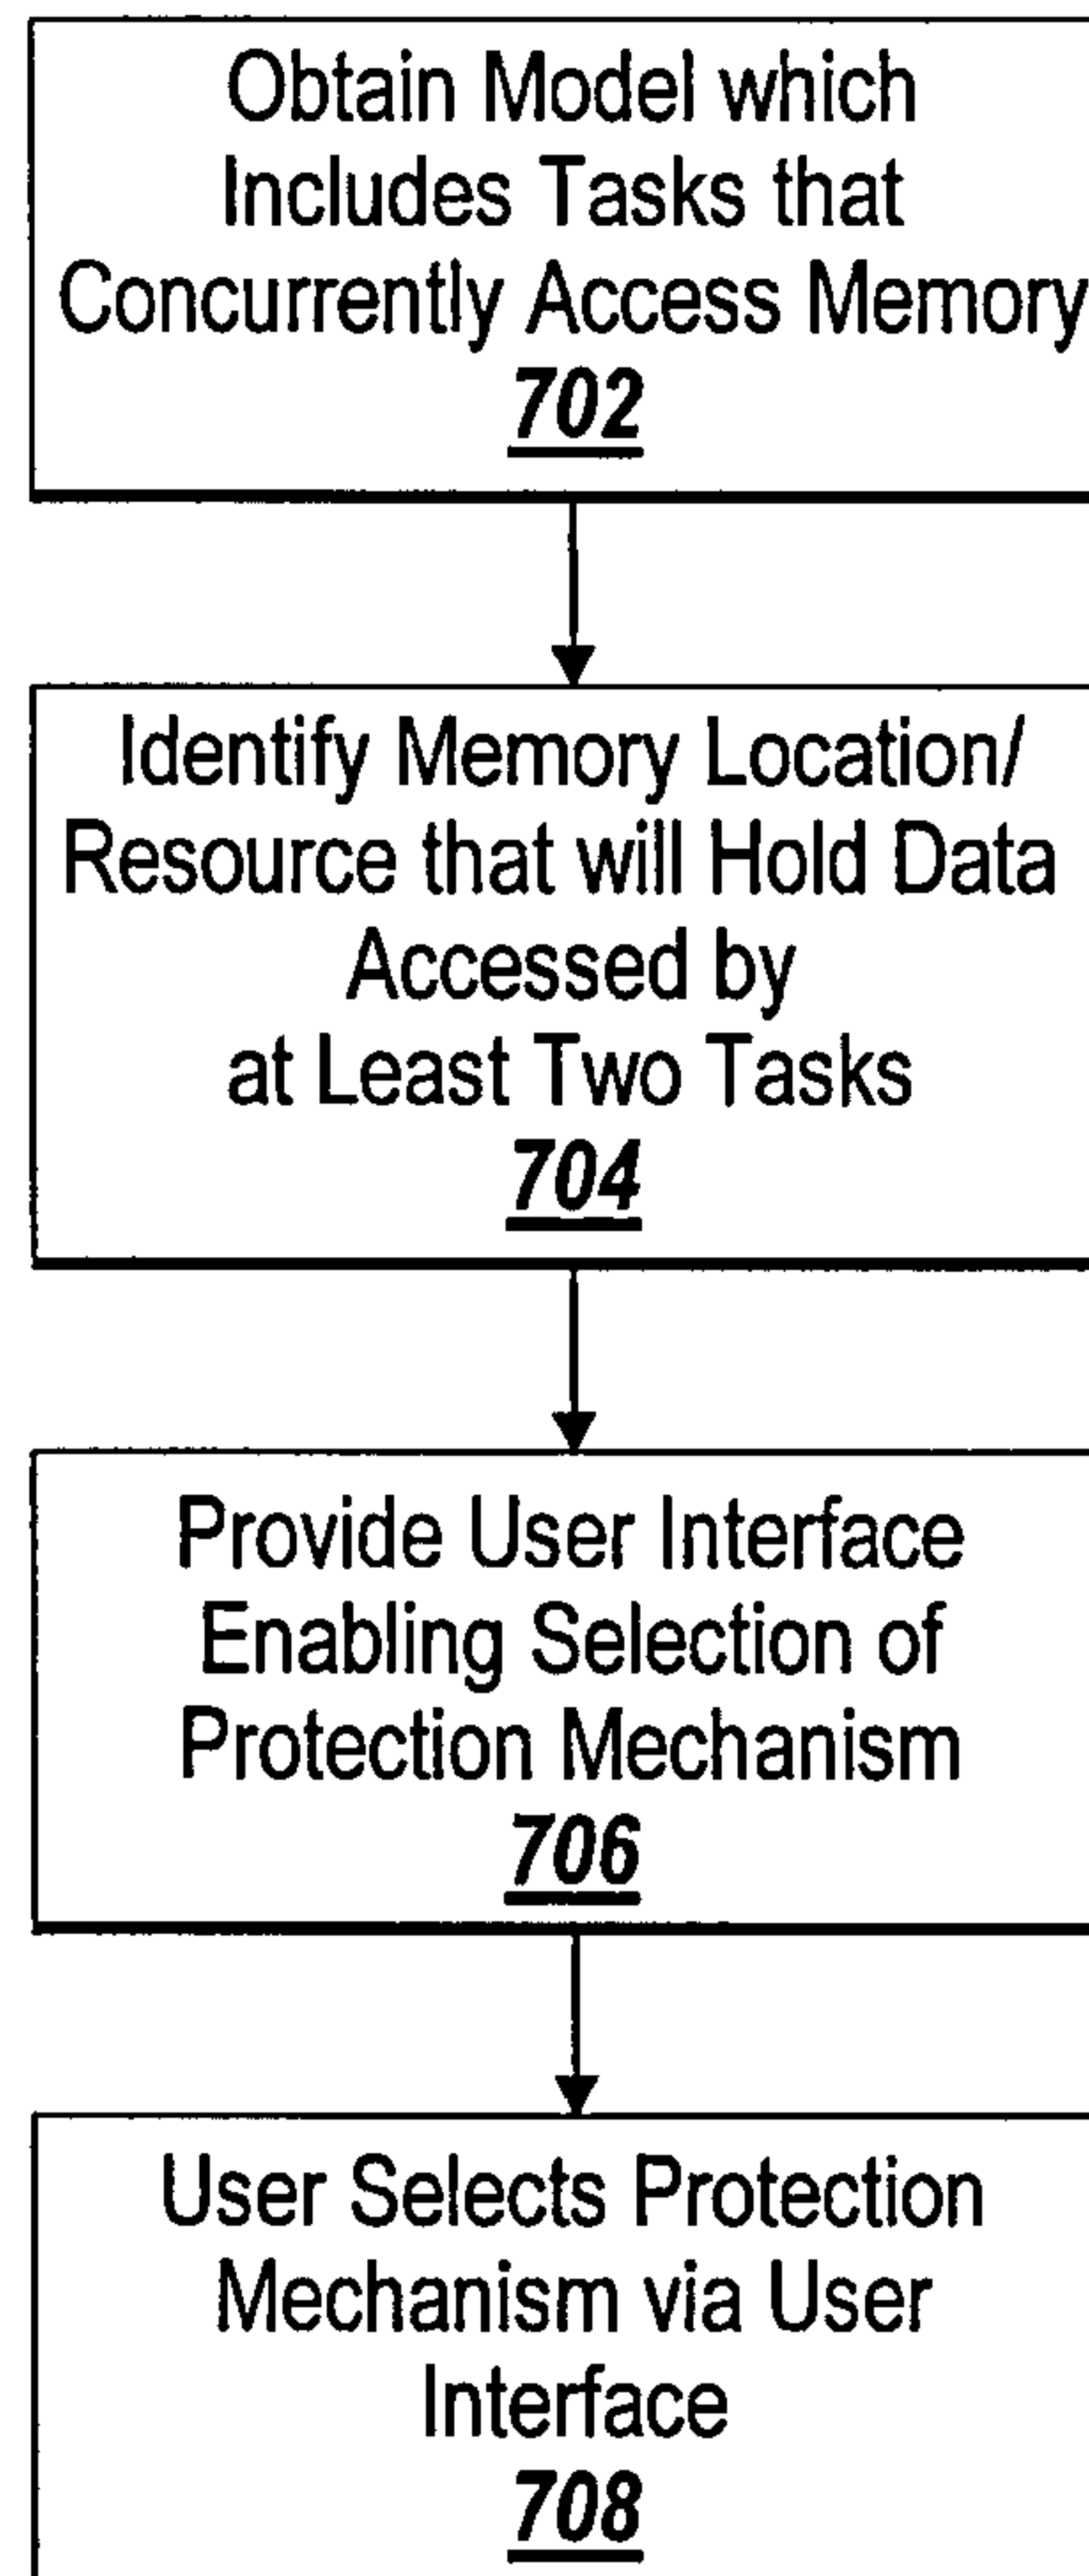 Obtain Model which
Includes Tasks that
Concurrently Access Memory
702
Identify Memory Location/
Resource that will Hold Data
Accessed by
at Least Two Tasks
704
Provide User Interface
Enabling Selection of
Protection Mechanism
706
User Selects Protection
Mechanism via User
Interface
708